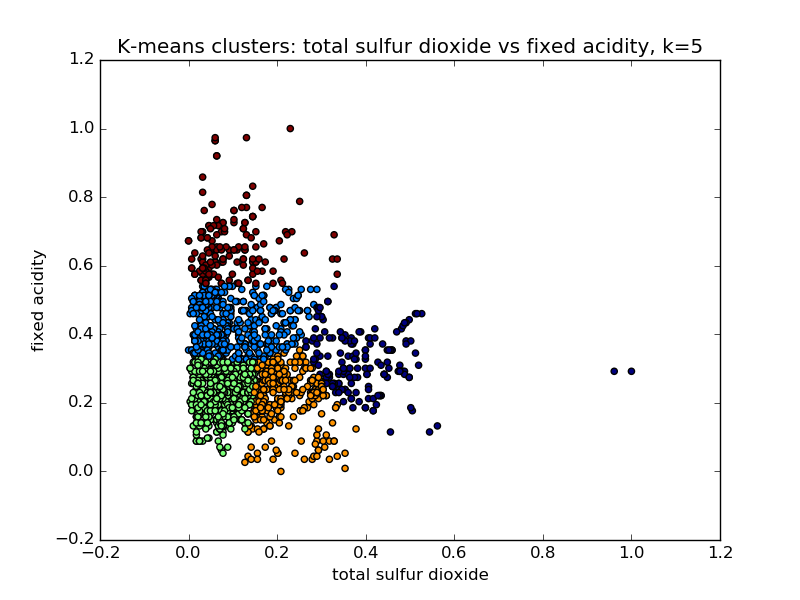 K-means clusters: total sulfur dioxide vs fixed acidity, k=5
1.2
1.0
0.8
0.6
0.4
0.2
0.0
−0.2
fixed acidity
−0.2 0.0 0.2 0.4 0.6 0.8 1.0 1.2
total sulfur dioxide